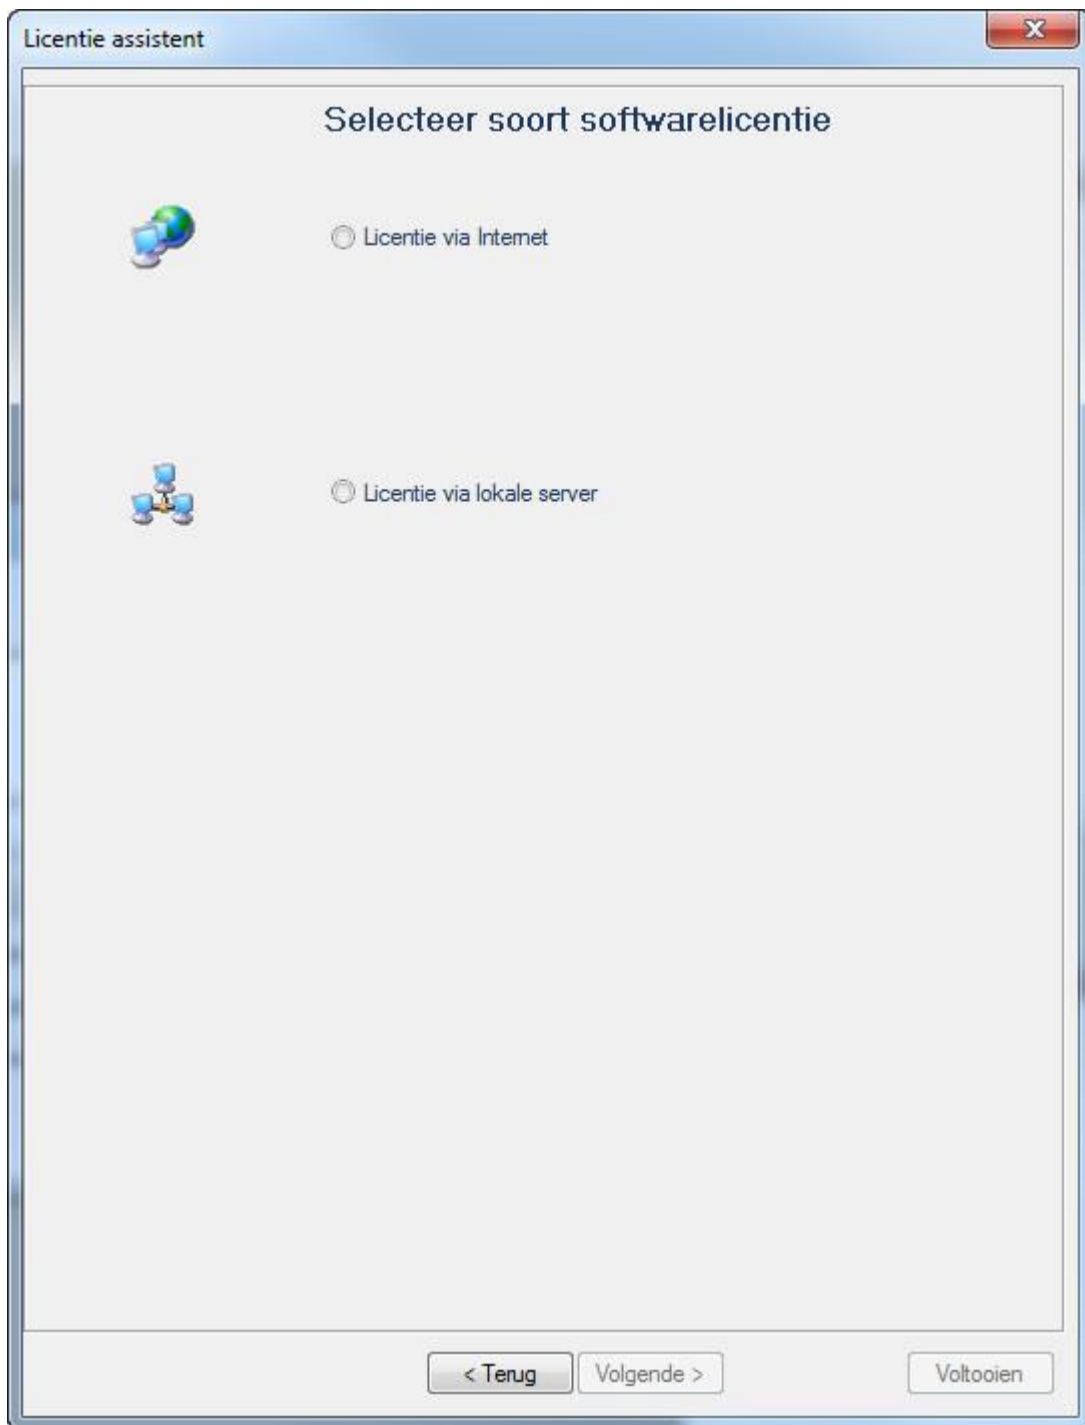 Licentie assistent
Selecteer soort softwarelicentie
Licentie via Internet
Licentie via lokale server
< Terug
Volgende >
Voltooien